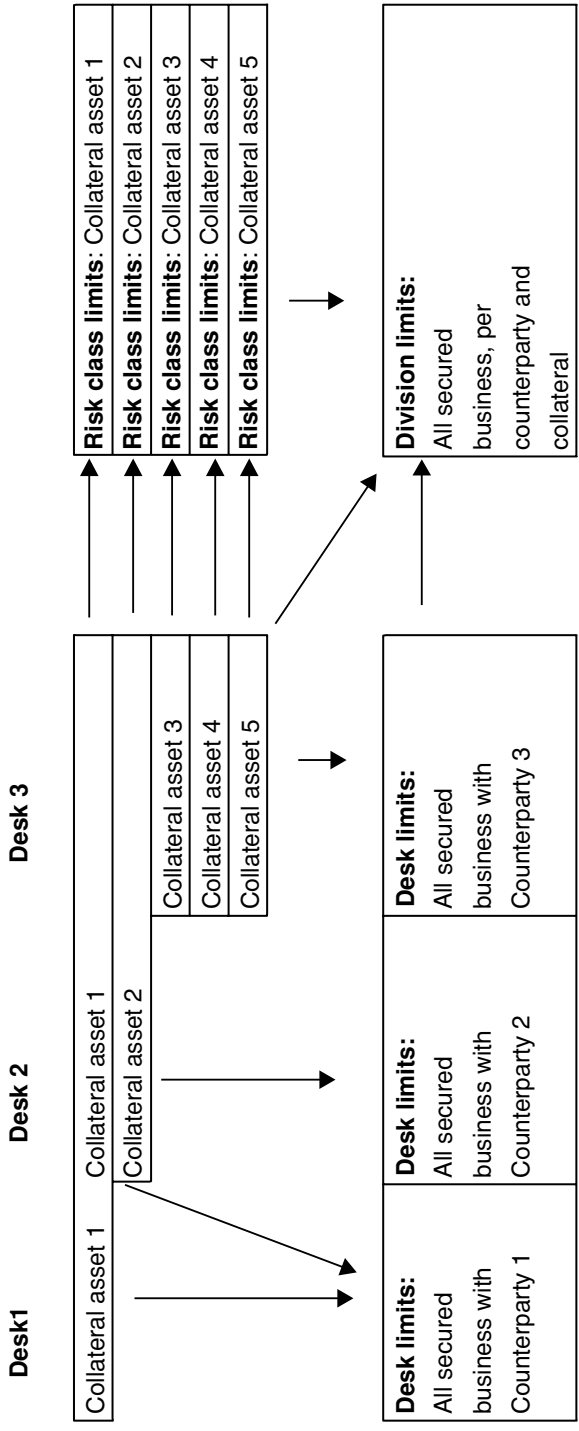 Desk1
Desk 2
Desk 3
Collateral asset 1
Collateral asset 1
Collateral asset 2
Collateral asset 3
Collateral asset 4
Collateral asset 5
Risk class limits: Collateral asset 1
Risk class limits: Collateral asset 2
Risk class limits: Collateral asset 3
Risk class limits: Collateral asset 4
Risk class limits: Collateral asset 5
Desk limits:
All secured
business with
Counterparty 1
Desk limits:
All secured
business with
Counterparty 2
Desk limits:
All secured
business with
Counterparty 3
Division limits:
All secured
business, per
counterparty and
collateral